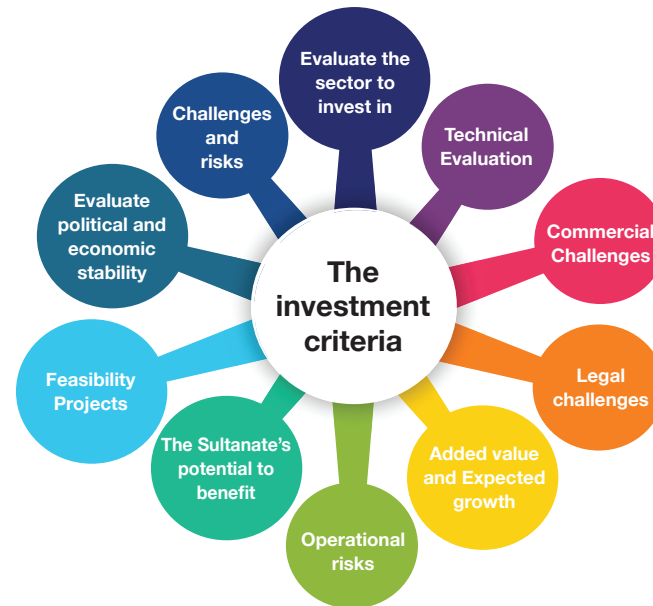 Evaluate the
sector to
invest in
Technical
Evaluation
Commercial
Challenges
Legal
challenges
Added value
and Expected
growth
Operational
risks
The Sultanate’s
potential to
benefit
Feasibility
Projects
Evaluate
political and
economic
stability
Challenges
and
risks
The
investment
criteria